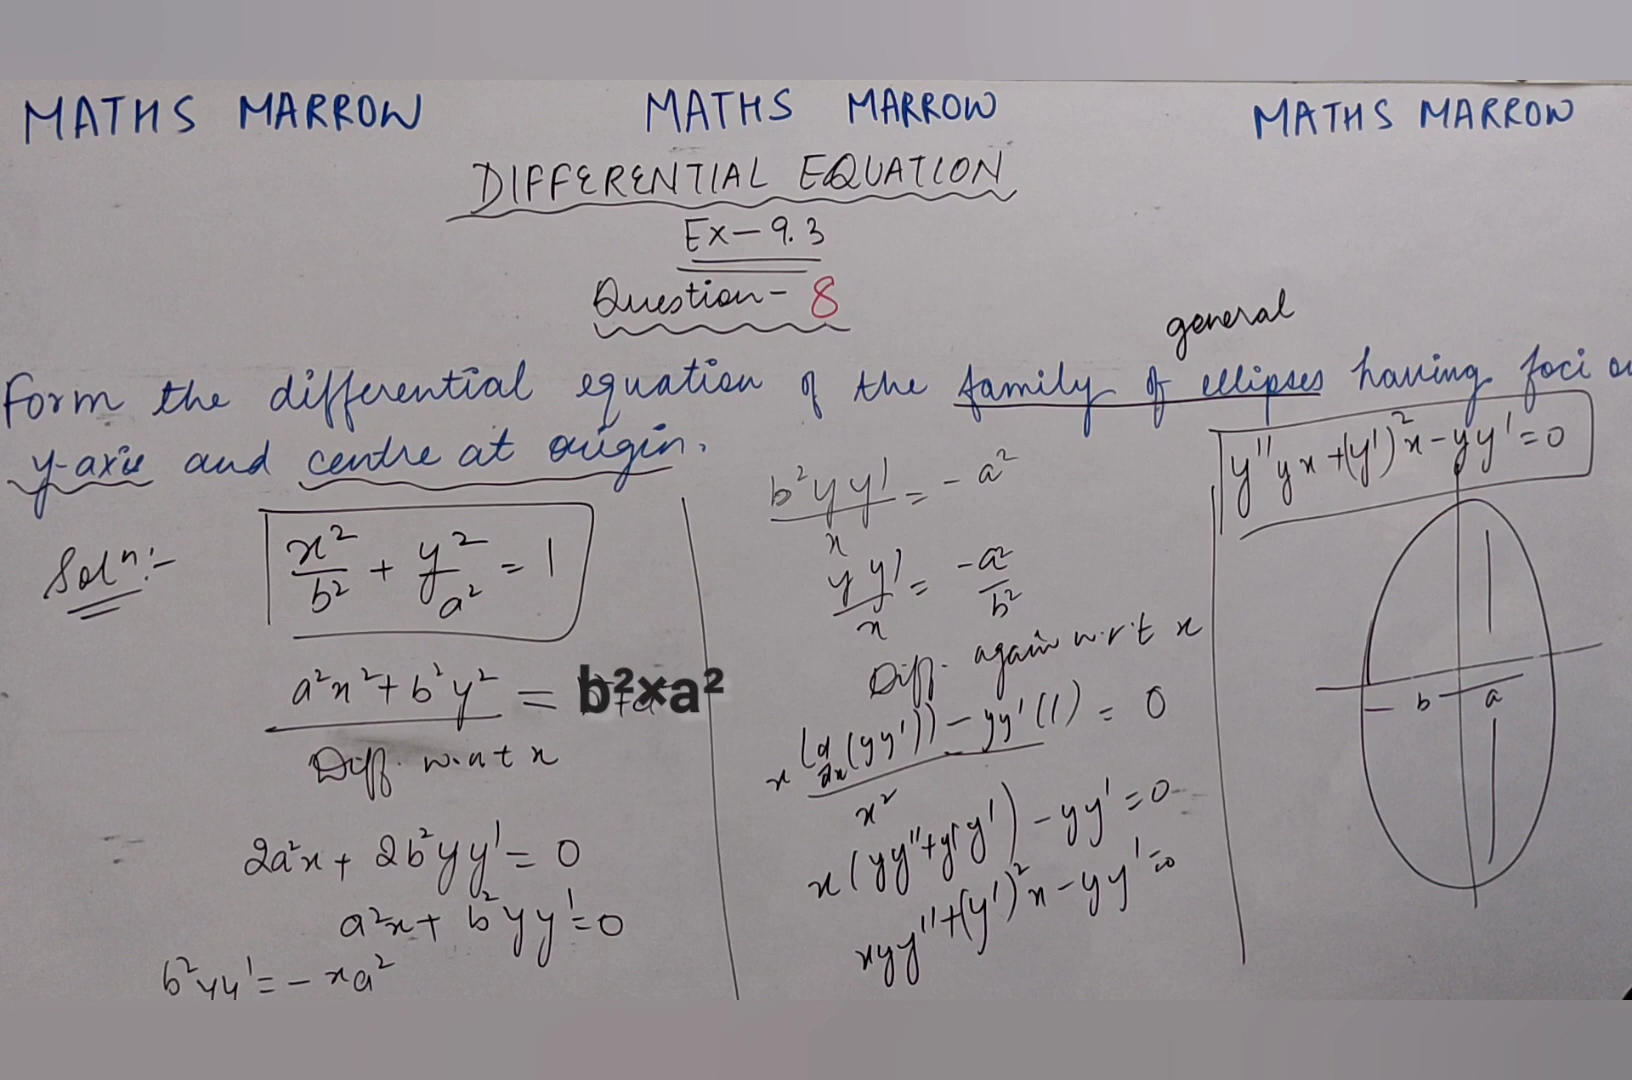 MATHS MARROW MATHS MARROW MATHS MARROW
DIFFERENTIAL EQUATION
Ex-9.3
Question- 8
general
Form the differential equation of the family of ellipses having foci on
y-axis and centre at origin.
Solⁿ:-
x²/b² + y²/a² = 1
a²x² + b²y² = b²×a²
Diff. w.r.t x
2a²x + 2b²yy' = 0
a²x + b²yy' = 0
b²yy' = - xa²
b²yy'/x = - a²
yy'/x = -a²/b²
Diff. again w.r.t x
x(d/dx(yy')) - yy'(1)/x² = 0
x(yy''+y'y') - yy' = 0
xyy''+(y')²x - yy' = 0
y''yx+(y')²x - yy' = 0
b a